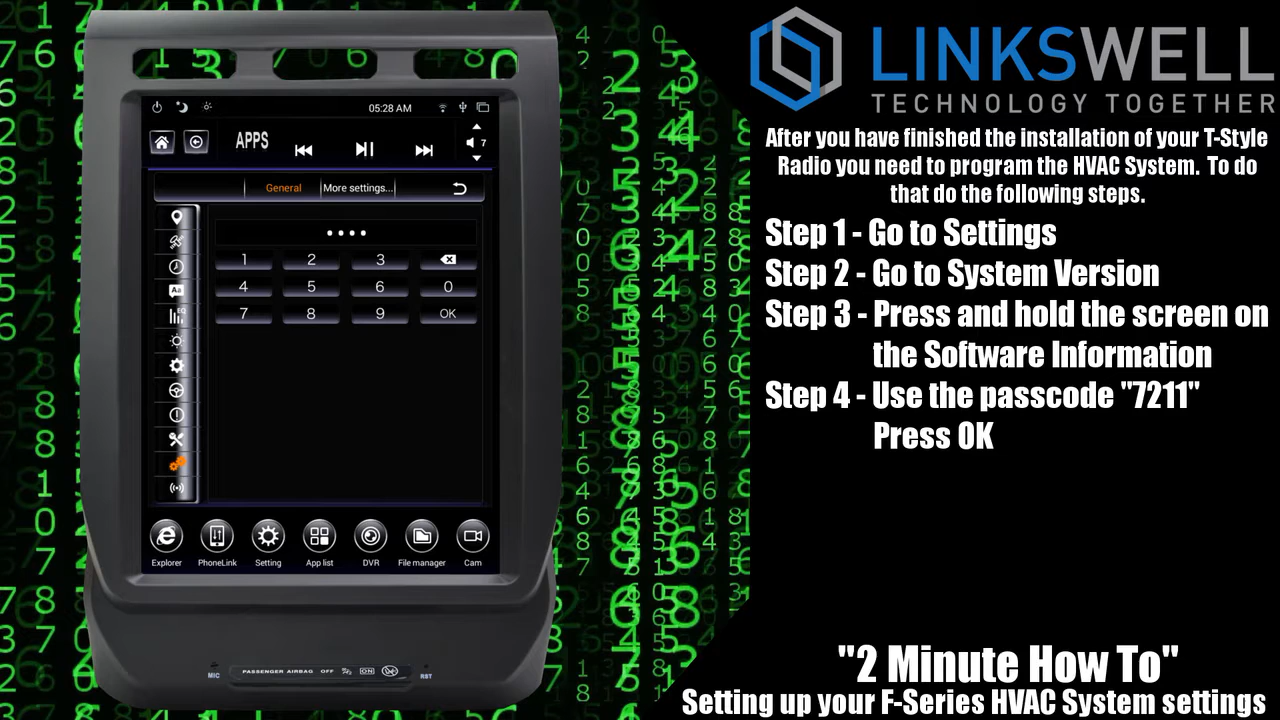 LINKSWELL
TECHNOLOGY TOGETHER
After you have finished the installation of your T-Style
Radio you need to program the HVAC System. To do
that do the following steps.
Step 1 - Go to Settings
Step 2 - Go to System Version
Step 3 - Press and hold the screen on
the Software Information
Step 4 - Use the passcode "7211"
Press OK
"2 Minute How To"
Setting up your F-Series HVAC System settings
05:28 AM
APPS
7
General
More settings...
1 2 3
4 5 6 0
7 8 9 OK
Aa
Explorer PhoneLink Setting App list DVR File manager Cam
MIC PASSENGER AIRBAG OFF ON RST